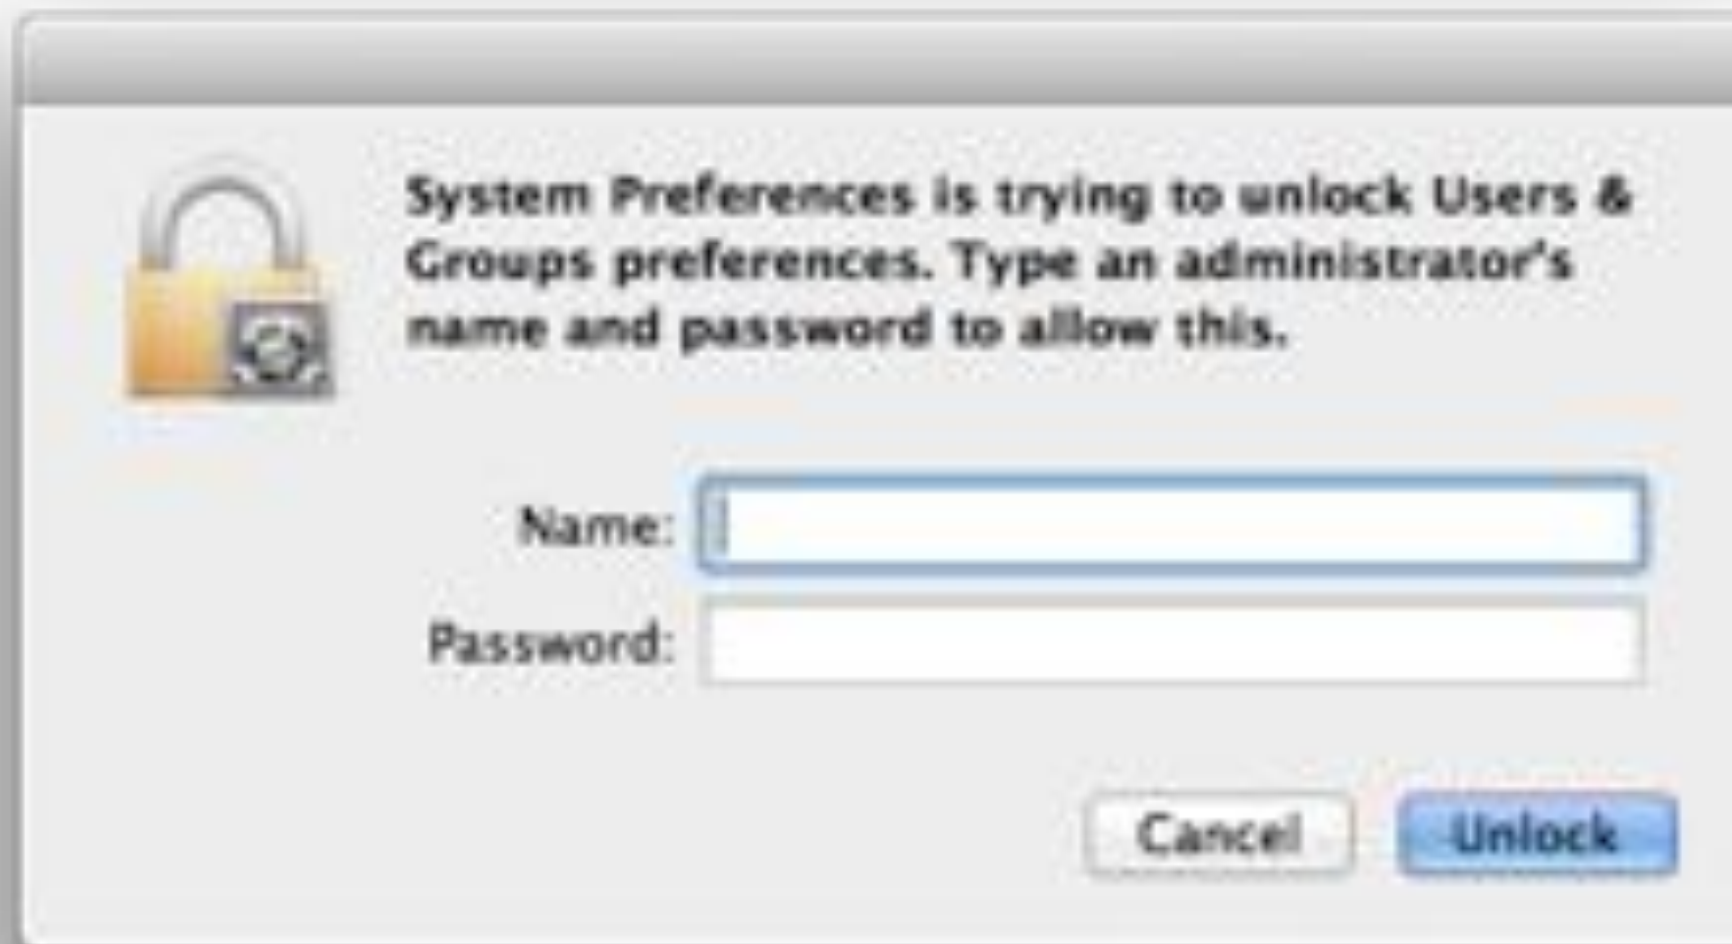 System Preferences is trying to unlock Users &
Groups preferences. Type an administrator's
name and password to allow this.
Name:
Password:
Cancel
Unlock